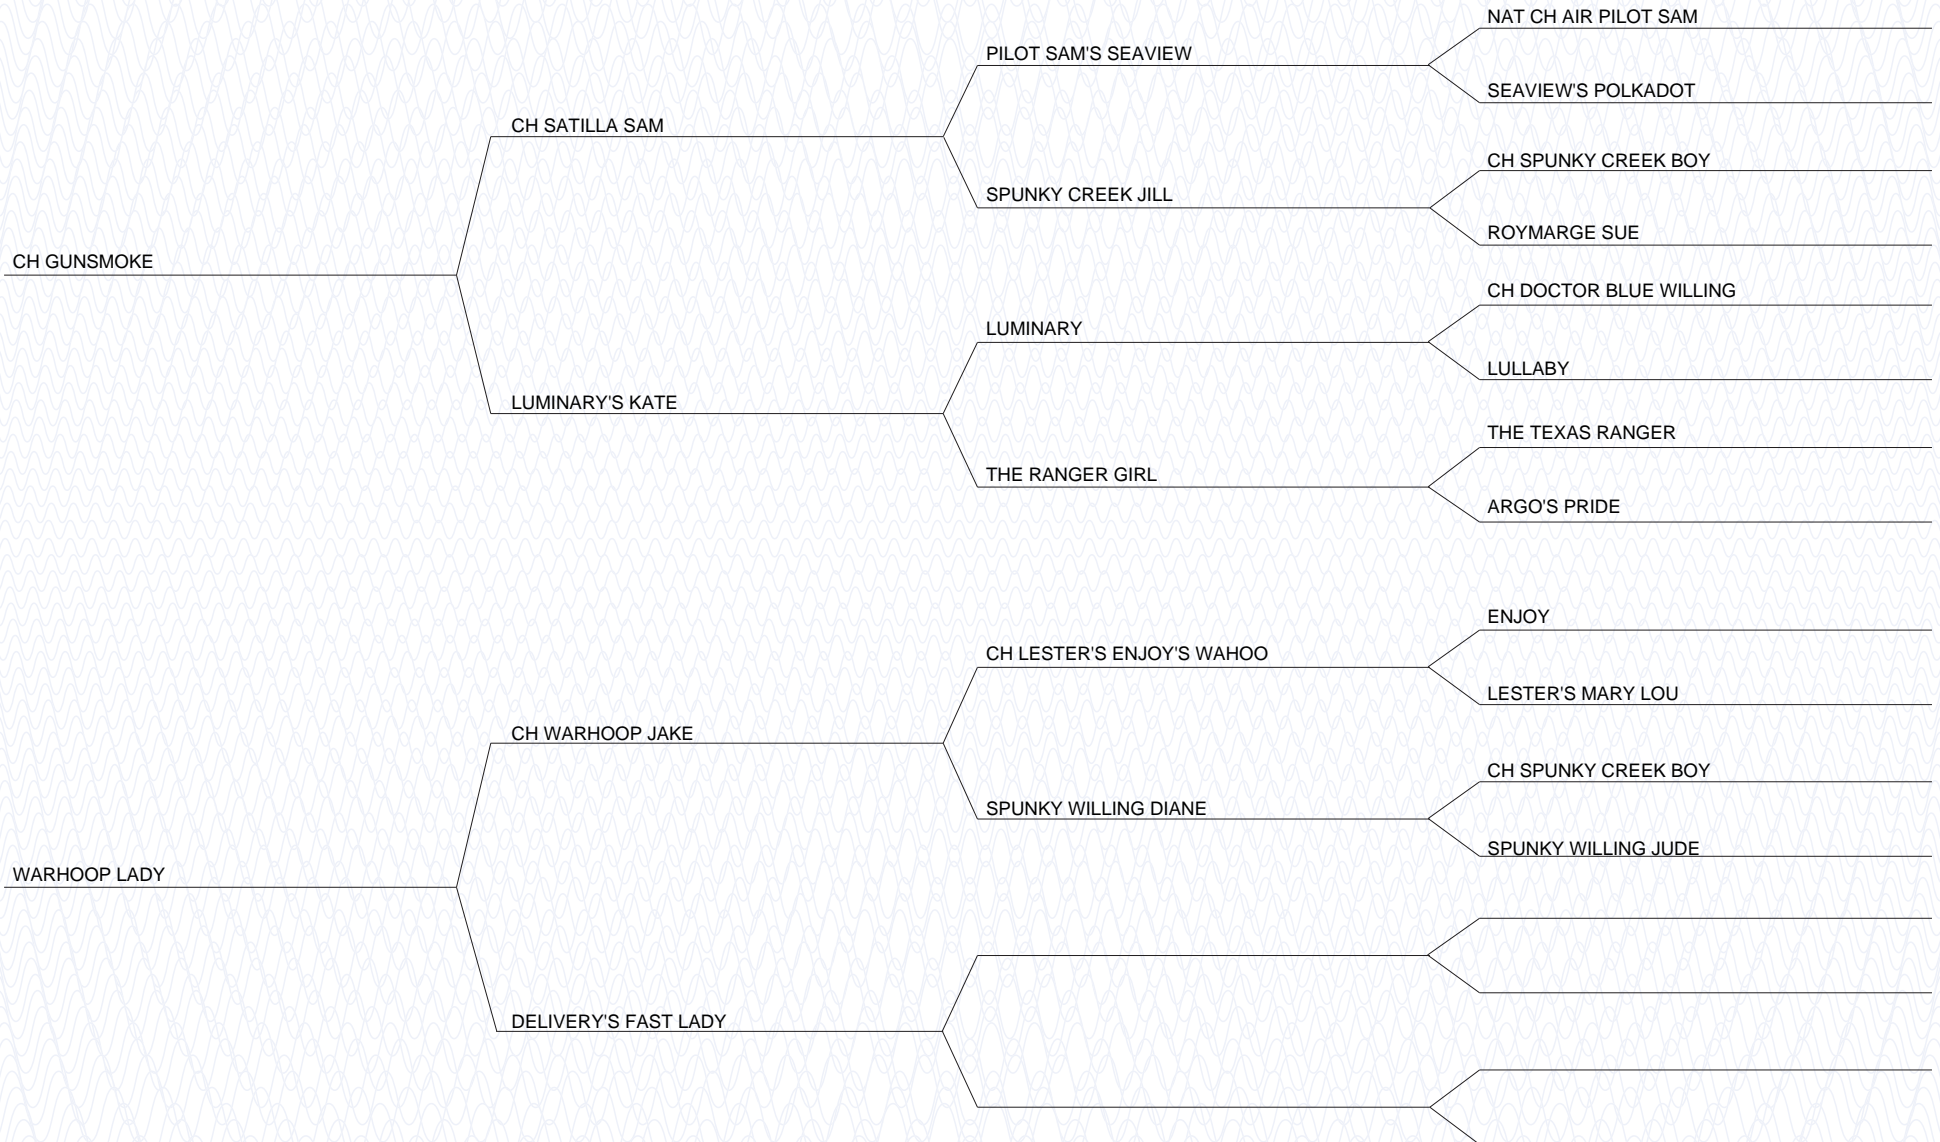 NAT CH AIR PILOT SAM
PILOT SAM'S SEAVIEW
SEAVIEW'S POLKADOT
CH SATILLA SAM
CH SPUNKY CREEK BOY
SPUNKY CREEK JILL
ROYMARGE SUE
CH GUNSMOKE
CH DOCTOR BLUE WILLING
LUMINARY
LULLABY
LUMINARY'S KATE
THE TEXAS RANGER
THE RANGER GIRL
ARGO'S PRIDE
ENJOY
CH LESTER'S ENJOY'S WAHOO
LESTER'S MARY LOU
CH WARHOOP JAKE
CH SPUNKY CREEK BOY
SPUNKY WILLING DIANE
SPUNKY WILLING JUDE
WARHOOP LADY
DELIVERY'S FAST LADY